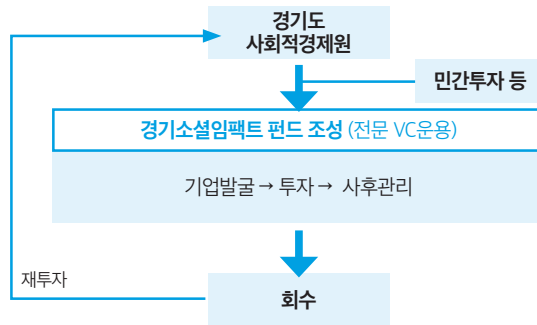 경기도
사회적경제원
민간투자 등
경기소셜임팩트 펀드 조성 (전문 VC운용)
기업발굴 → 투자 → 사후관리
재투자
회수